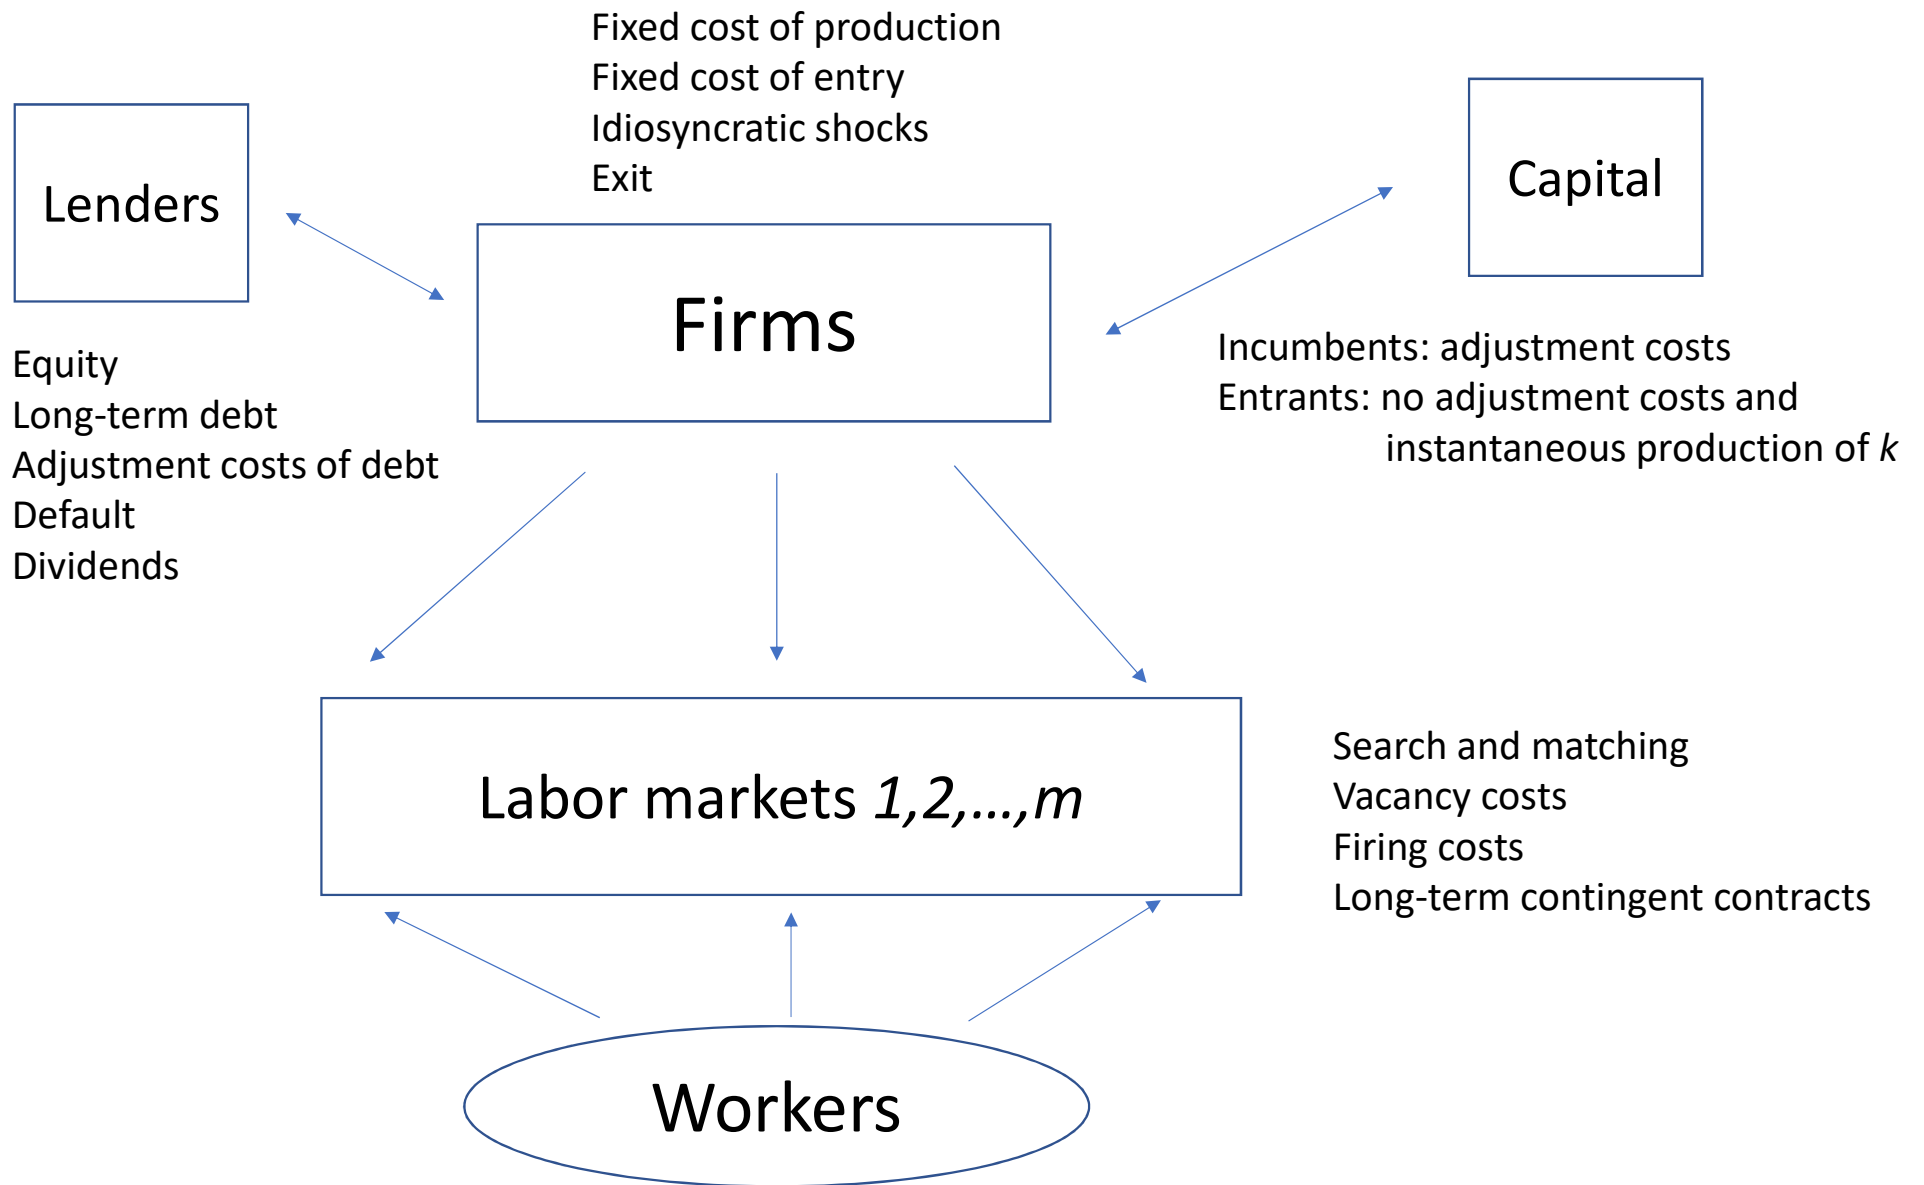 Fixed cost of production
Fixed cost of entry
Idiosyncratic shocks
Exit
Lenders
Capital
Firms
Equity
Long-term debt
Adjustment costs of debt
Default
Dividends
Incumbents: adjustment costs
Entrants: no adjustment costs and
instantaneous production of k
Labor markets 1,2,...,m
Search and matching
Vacancy costs
Firing costs
Long-term contingent contracts
Workers